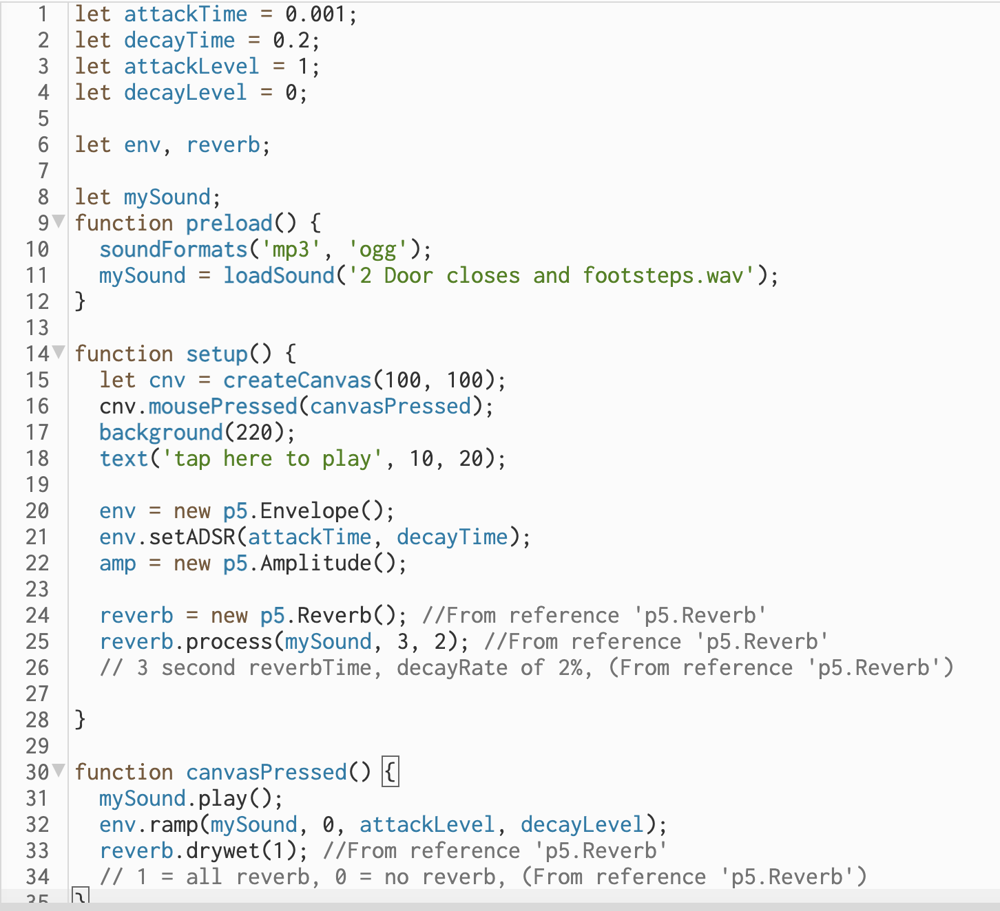 1 let attackTime = 0.001;
2 let decayTime = 0.2;
3 let attackLevel = 1;
4 let decayLevel = 0;
5
6 let env, reverb;
7
8 let mySound;
9 function preload() {
10   soundFormats('mp3', 'ogg');
11   mySound = loadSound('2 Door closes and footsteps.wav');
12 }
13
14 function setup() {
15   let cnv = createCanvas(100, 100);
16   cnv.mousePressed(canvasPressed);
17   background(220);
18   text('tap here to play', 10, 20);
19
20   env = new p5.Envelope();
21   env.setADSR(attackTime, decayTime);
22   amp = new p5.Amplitude();
23
24   reverb = new p5.Reverb(); //From reference 'p5.Reverb'
25   reverb.process(mySound, 3, 2); //From reference 'p5.Reverb'
26   // 3 second reverbTime, decayRate of 2%, (From reference 'p5.Reverb')
27
28 }
29
30 function canvasPressed() {
31   mySound.play();
32   env.ramp(mySound, 0, attackLevel, decayLevel);
33   reverb.drywet(1); //From reference 'p5.Reverb'
34   // 1 = all reverb, 0 = no reverb, (From reference 'p5.Reverb')
35 }